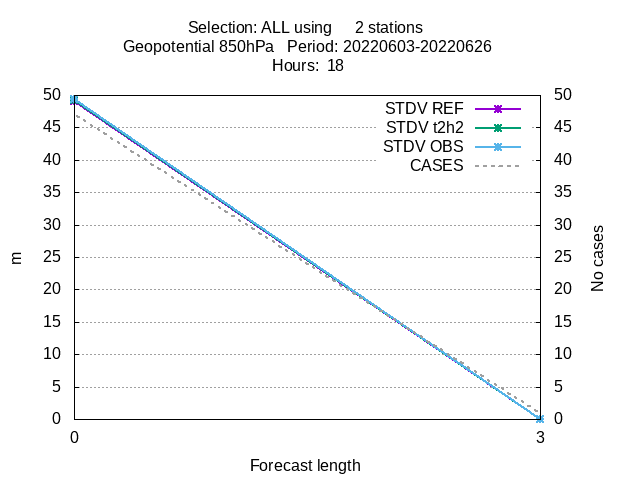 Selection: ALL using 2 stations
Geopotential 850hPa Period: 20220603-20220626
Hours: 18
50 50
STDV REF
45 STDV t2h2 45
STDV OBS
40 CASES 40
35 35
30 30
25 25
m No cases
20 20
15 15
10 10
5 5
0 0
0 3
Forecast length